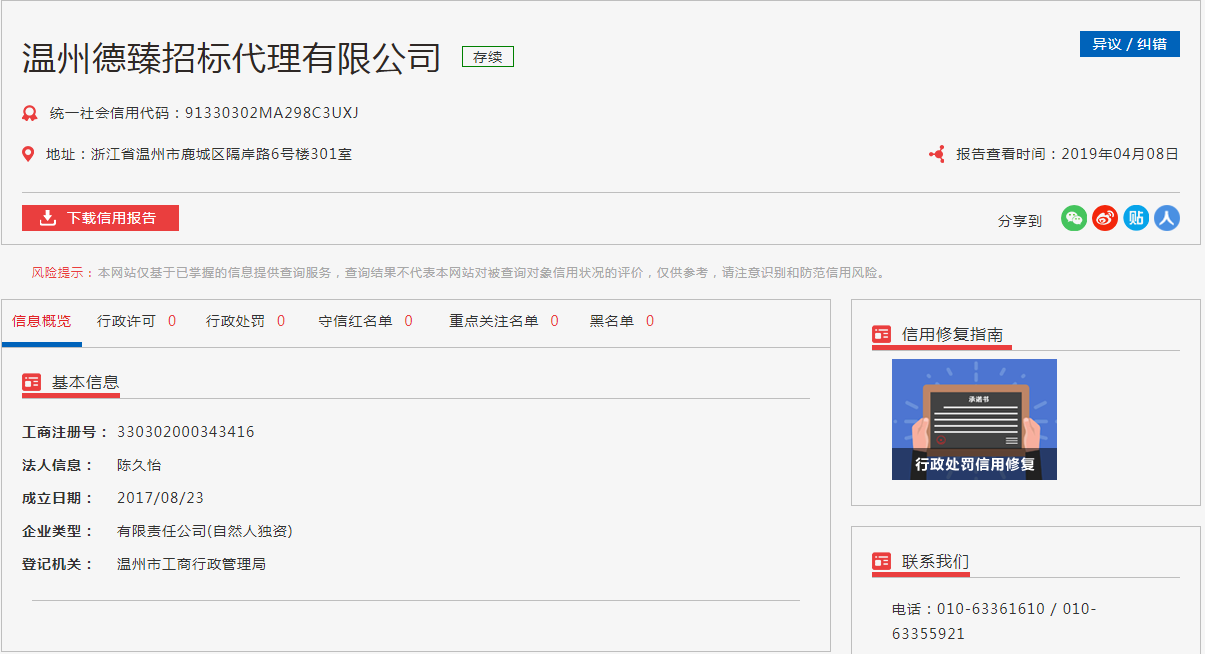 温州德臻招标代理有限公司 存续 异议 / 纠错
统一社会信用代码：91330302MA298C3UXJ
地址：浙江省温州市鹿城区隔岸路6号楼301室 报告查看时间：2019年04月08日
下载信用报告 分享到 贴 人
风险提示：本网站仅基于已掌握的信息提供查询服务，查询结果不代表本网站对被查询对象信用状况的评价，仅供参考，请注意识别和防范信用风险。
信息概览 行政许可 0 行政处罚 0 守信红名单 0 重点关注名单 0 黑名单 0
基本信息
工商注册号： 330302000343416
法人信息： 陈久怡
成立日期： 2017/08/23
企业类型： 有限责任公司(自然人独资)
登记机关： 温州市工商行政管理局
信用修复指南
承诺书
行政处罚信用修复
联系我们
电话：010-63361610 / 010-
63355921